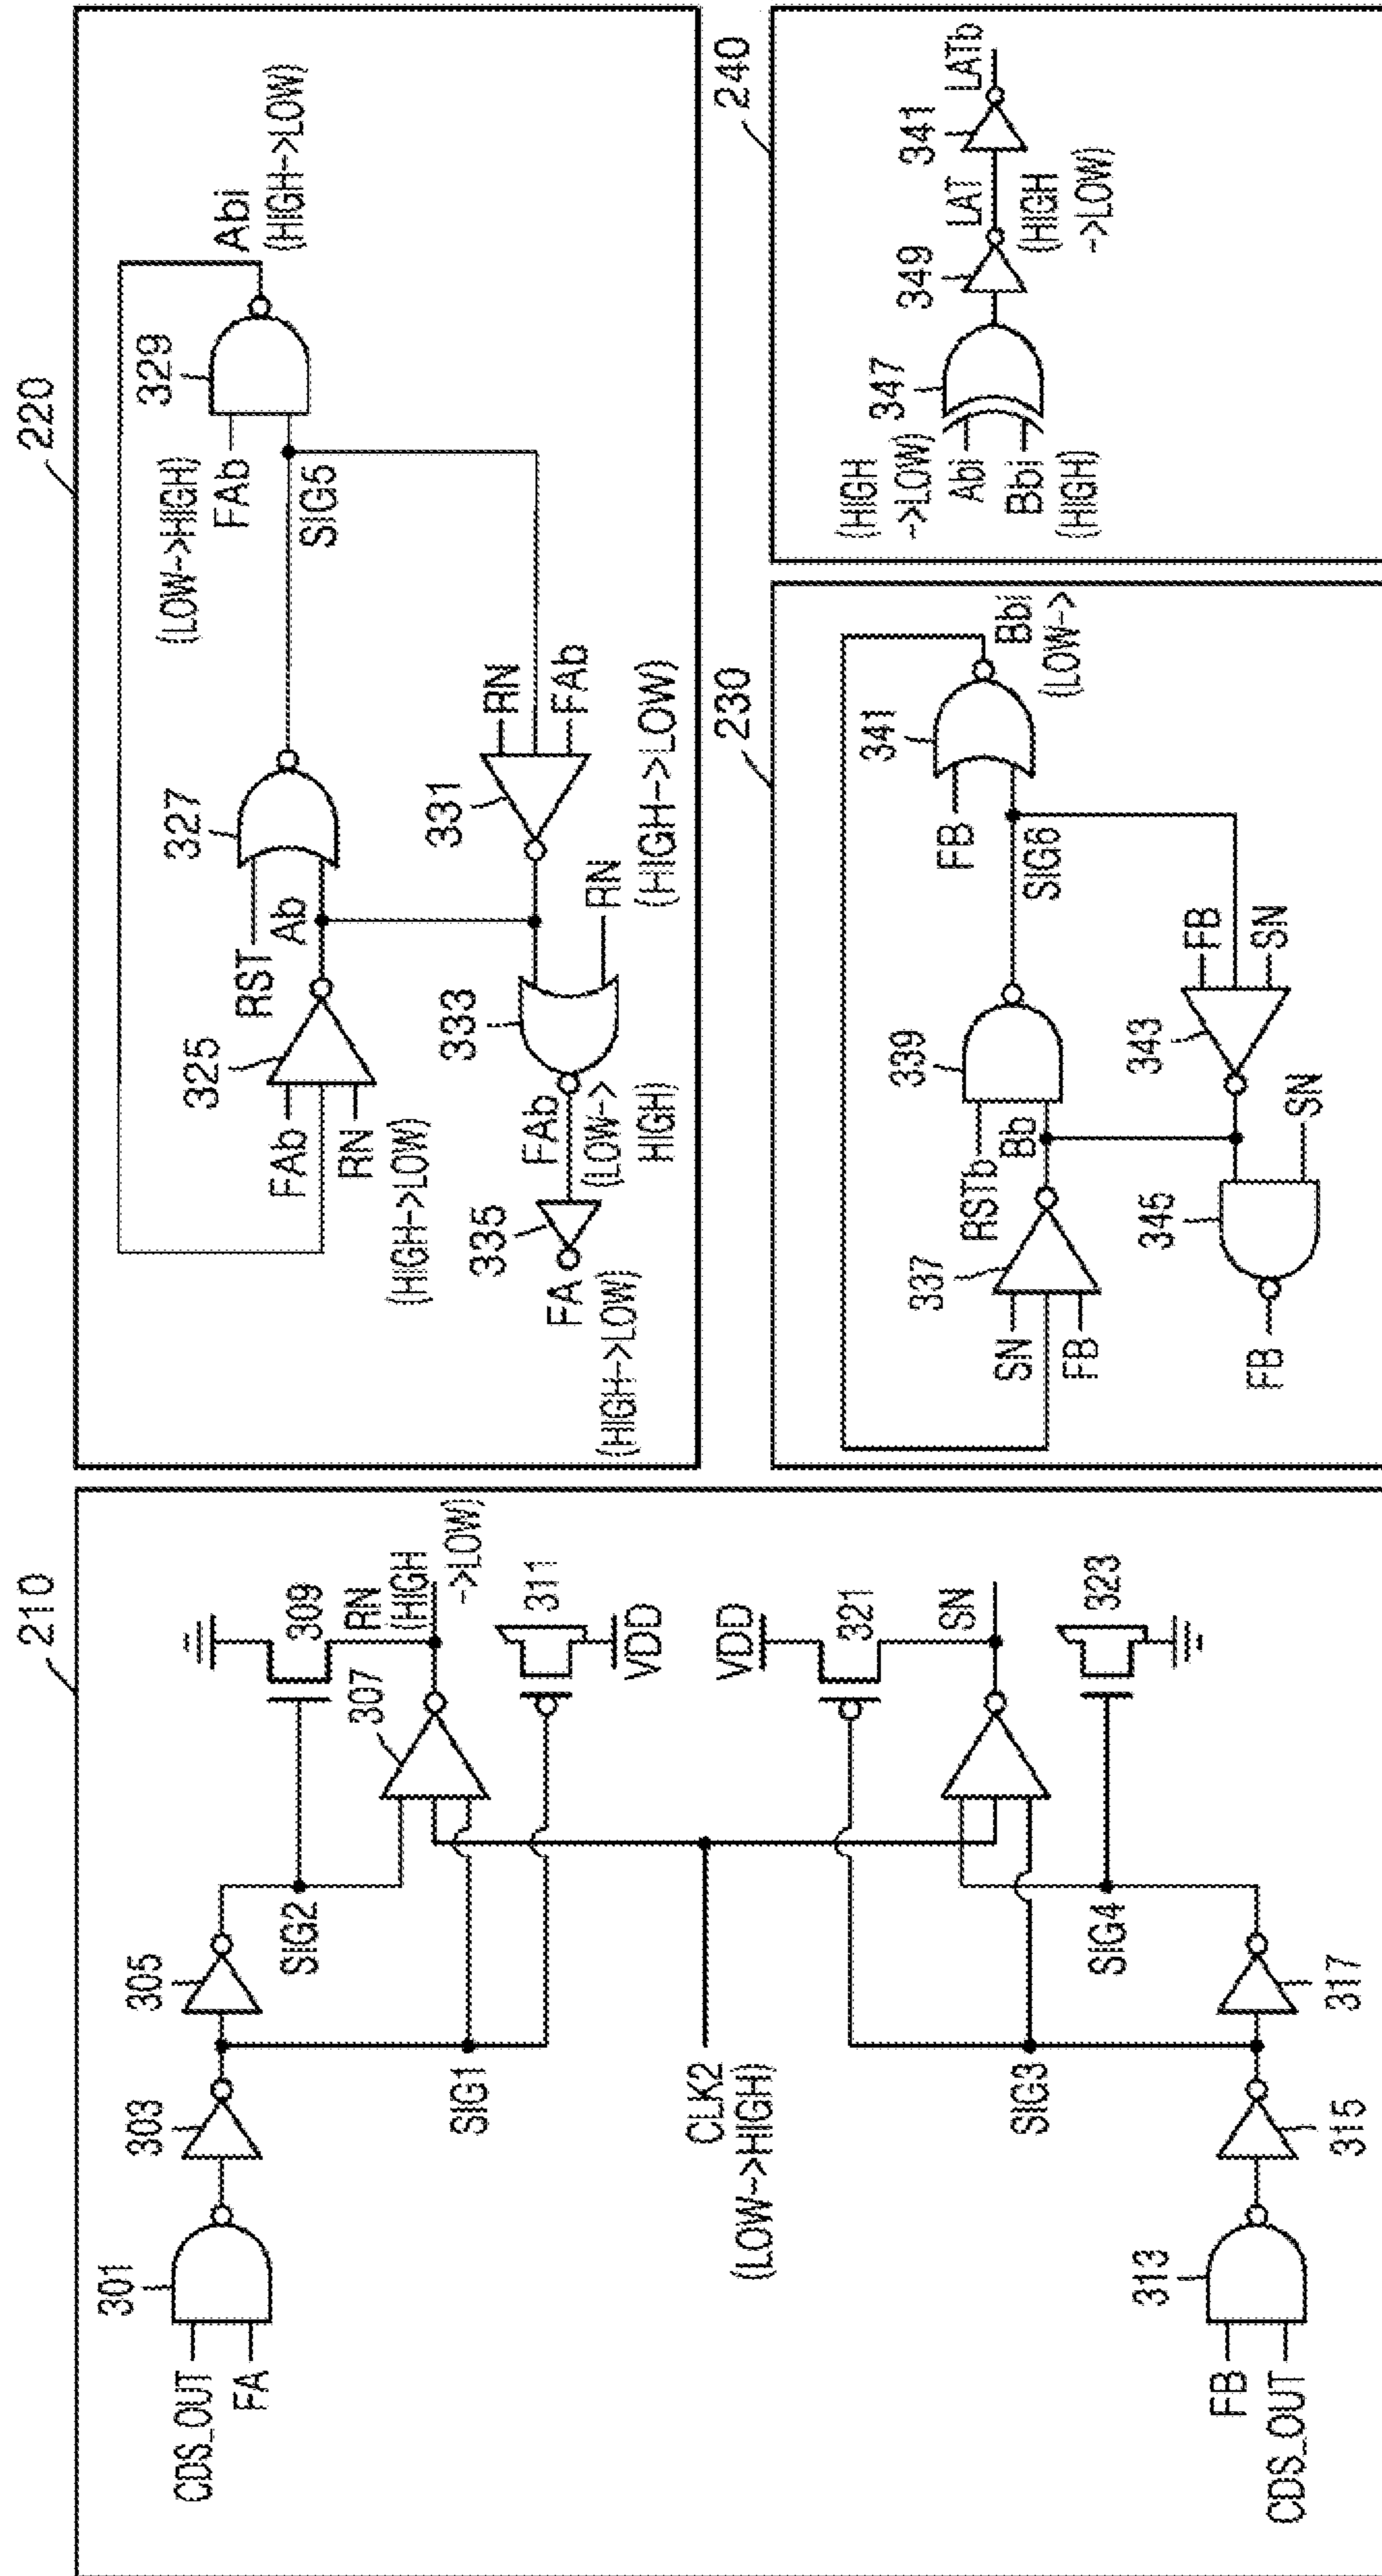 210
CDS_OUT
FA
301
303
305
SIG2
SIG1
307
309
RN
(HIGH
->LOW)
311
VDD
CLK2
(LOW->HIGH)
VDD
321
SN
SIG3
SIG4
323
FB
CDS_OUT
313
315
317
220
FAb
RN
(HIGH->LOW)
325
RST
Ab
327
(LOW->HIGH)
FAb
SIG5
329
Abi
(HIGH->LOW)
FA
(HIGH->LOW)
335
FAb
(LOW->
HIGH)
333
RN
(HIGH->LOW)
331
RN
FAb
230
SN
FB
337
RSTb
Bb
339
FB
SIG6
341
Bbi
(LOW->
FB
345
SN
343
FB
SN
240
(HIGH
->LOW)
Abi
Bbi
(HIGH)
347
349
LAT
(HIGH
->LOW)
341
LATb